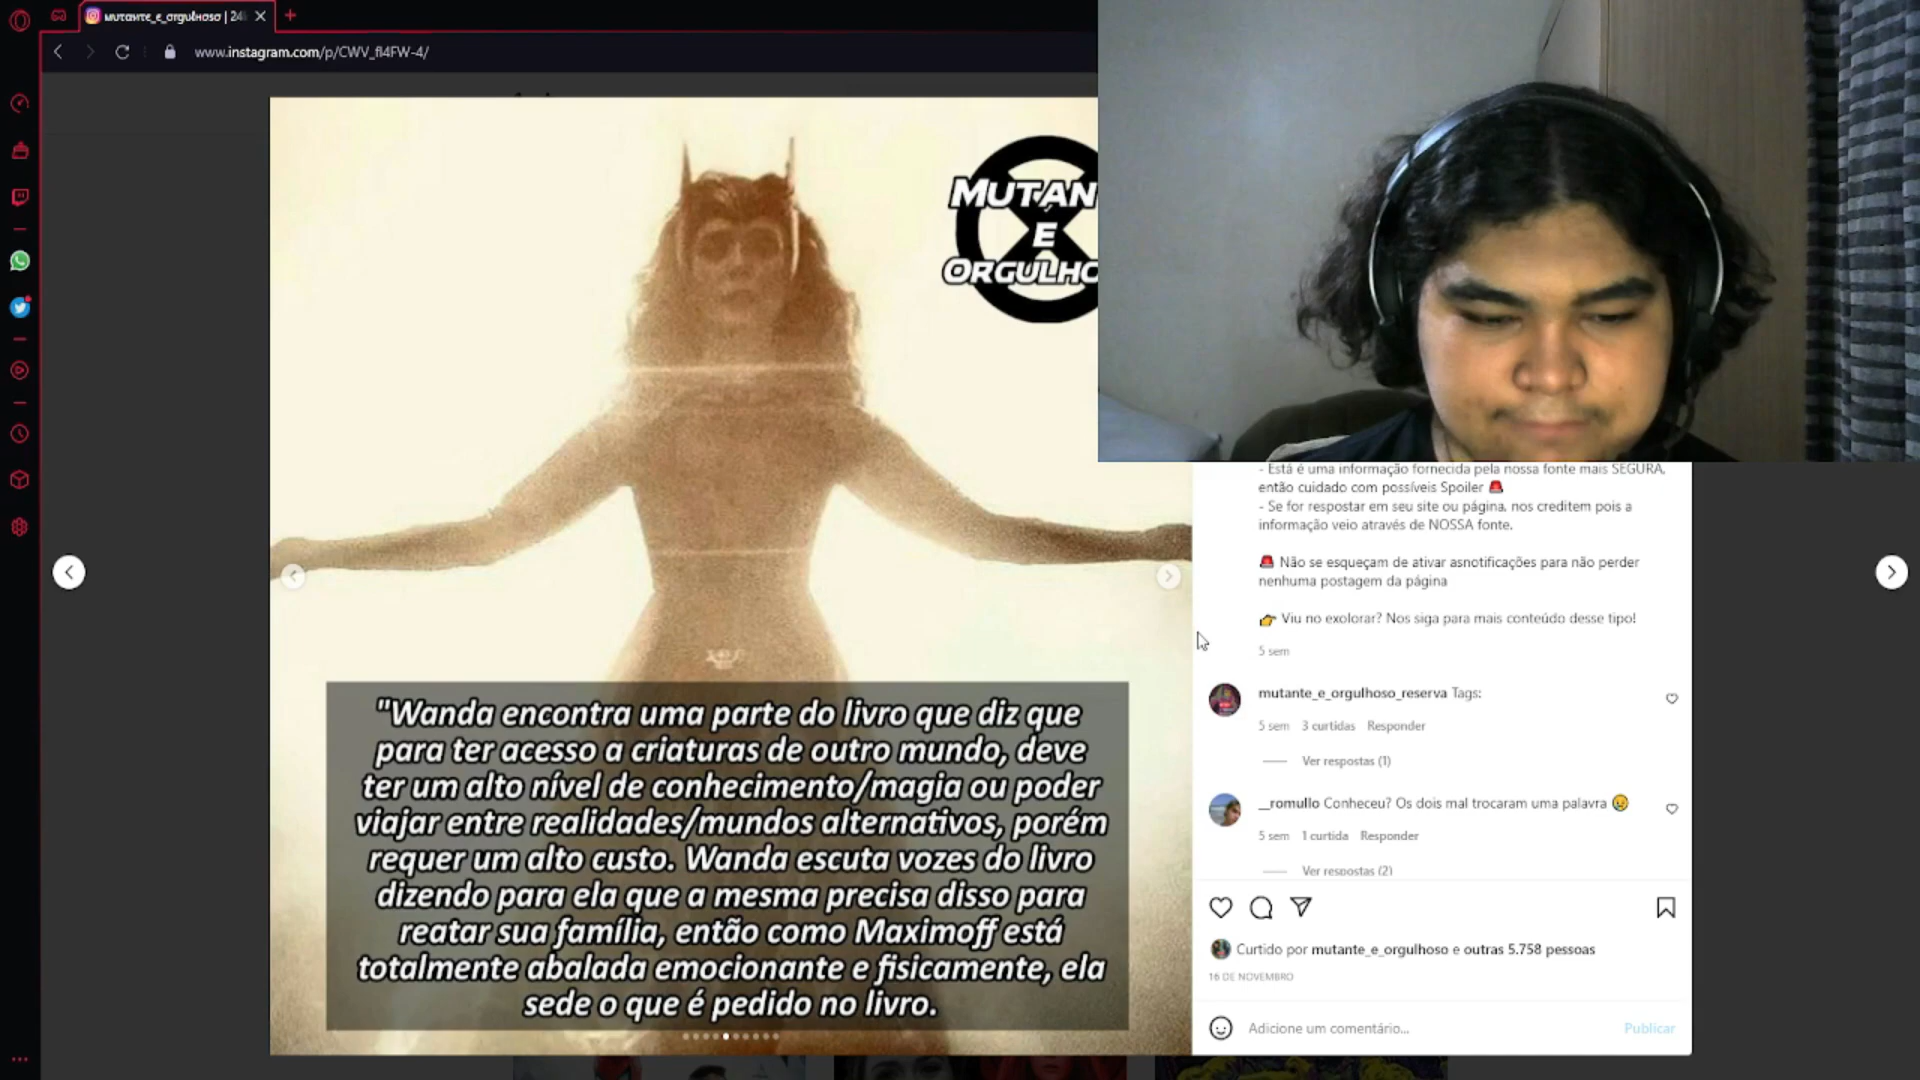 mutante_e_orgulhoso | 24
www.instagram.com/p/CWV_fl4FW-4/
MUTAN
É
ORGULHO
"Wanda encontra uma parte do livro que diz que
para ter acesso a criaturas de outro mundo, deve
ter um alto nível de conhecimento/magia ou poder
viajar entre realidades/mundos alternativos, porém
requer um alto custo. Wanda escuta vozes do livro
dizendo para ela que a mesma precisa disso para
reatar sua família, então como Maximoff está
totalmente abalada emocionante e fisicamente, ela
sede o que é pedido no livro.
- Está é uma informação fornecida pela nossa fonte mais SEGURA,
então cuidado com possíveis Spoiler 🚨
- Se for respostar em seu site ou página, nos creditem pois a
informação veio através de NOSSA fonte.
🚨 Não se esqueçam de ativar asnotificações para não perder
nenhuma postagem da página
👉 Viu no exolorar? Nos siga para mais conteúdo desse tipo!
5 sem
mutante_e_orgulhoso_reserva Tags:
5 sem 3 curtidas Responder
Ver respostas (1)
__romullo Conheceu? Os dois mal trocaram uma palavra 😢
5 sem 1 curtida Responder
Ver respostas (2)
Curtido por mutante_e_orgulhoso e outras 5.758 pessoas
16 DE NOVEMBRO
Adicione um comentário...
Publicar